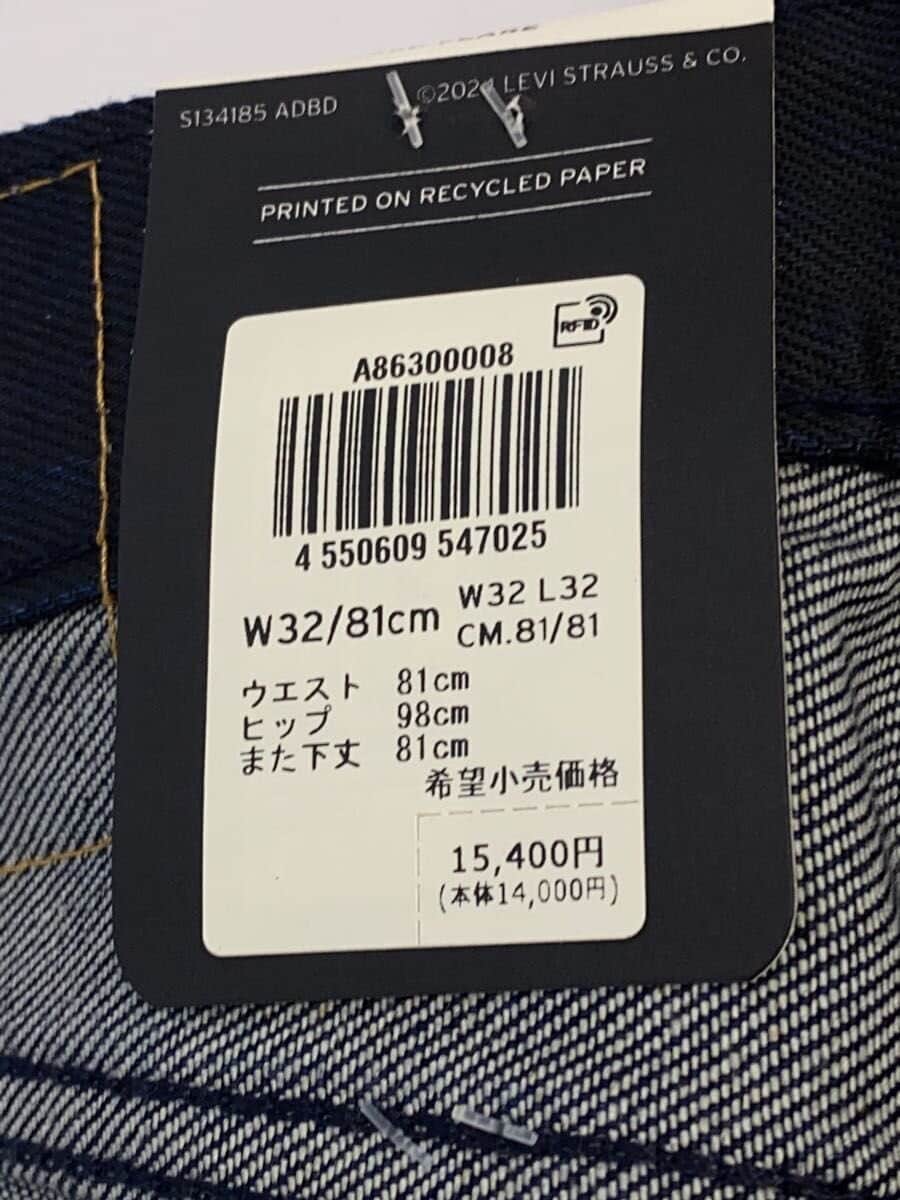 S134185 ADBD
©2024 LEVI STRAUSS & CO.
PRINTED ON RECYCLED PAPER
RFID
A86300008
4 550609 547025
W32/81cm
W32 L32
CM.81/81
ウエスト 81cm
ヒップ 98cm
また下丈 81cm
希望小売価格
15,400円
(本体14,000円)